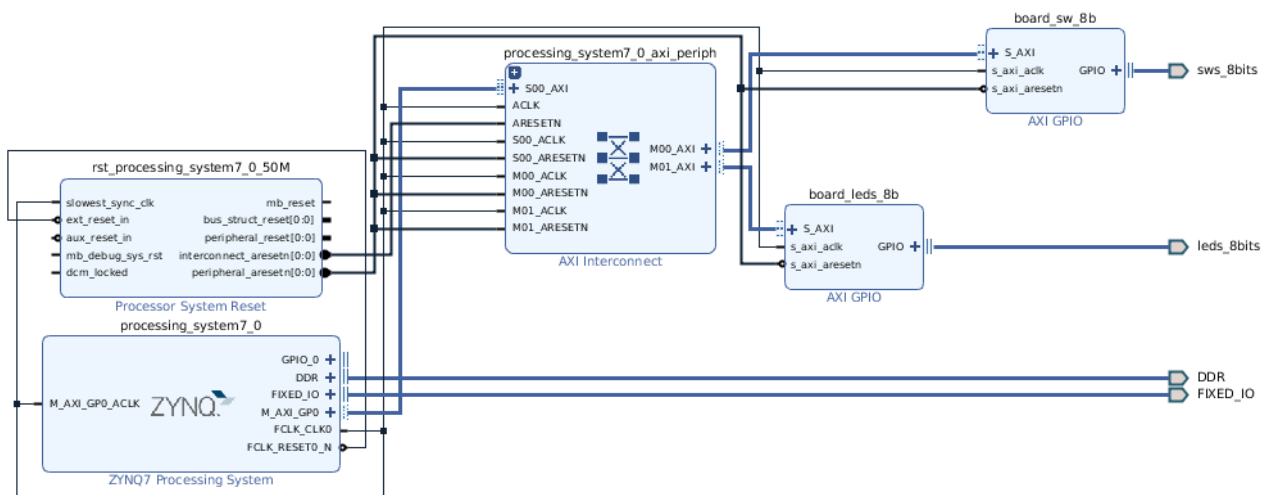 board_sw_8b
S_AXI
s_axi_aclk
s_axi_aresetn
GPIO
AXI GPIO
sws_8bits
processing_system7_0_axi_periph
S00_AXI
ACLK
ARESETN
S00_ACLK
S00_ARESETN
M00_ACLK
M00_ARESETN
M01_ACLK
M01_ARESETN
M00_AXI
M01_AXI
AXI Interconnect
rst_processing_system7_0_50M
slowest_sync_clk
ext_reset_in
aux_reset_in
mb_debug_sys_rst
dcm_locked
mb_reset
bus_struct_reset[0:0]
peripheral_reset[0:0]
interconnect_aresetn[0:0]
peripheral_aresetn[0:0]
Processor System Reset
board_leds_8b
S_AXI
s_axi_aclk
s_axi_aresetn
GPIO
AXI GPIO
leds_8bits
processing_system7_0
M_AXI_GP0_ACLK
ZYNQ
GPIO_0
DDR
FIXED_IO
M_AXI_GP0
FCLK_CLK0
FCLK_RESET0_N
ZYNQ7 Processing System
DDR
FIXED_IO